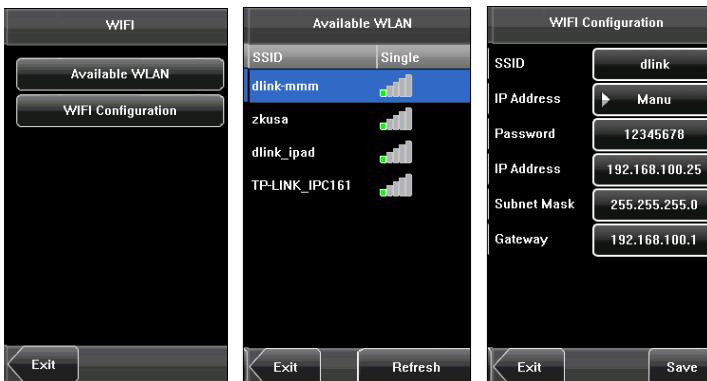 WIFI
Available WLAN
WIFI Configuration
Exit
Available WLAN
SSID Single
dlink-mmm
zkusa
dlink_ipad
TP-LINK_IPC161
Exit Refresh
WIFI Configuration
SSID dlink
IP Address Manu
Password 12345678
IP Address 192.168.100.25
Subnet Mask 255.255.255.0
Gateway 192.168.100.1
Exit Save